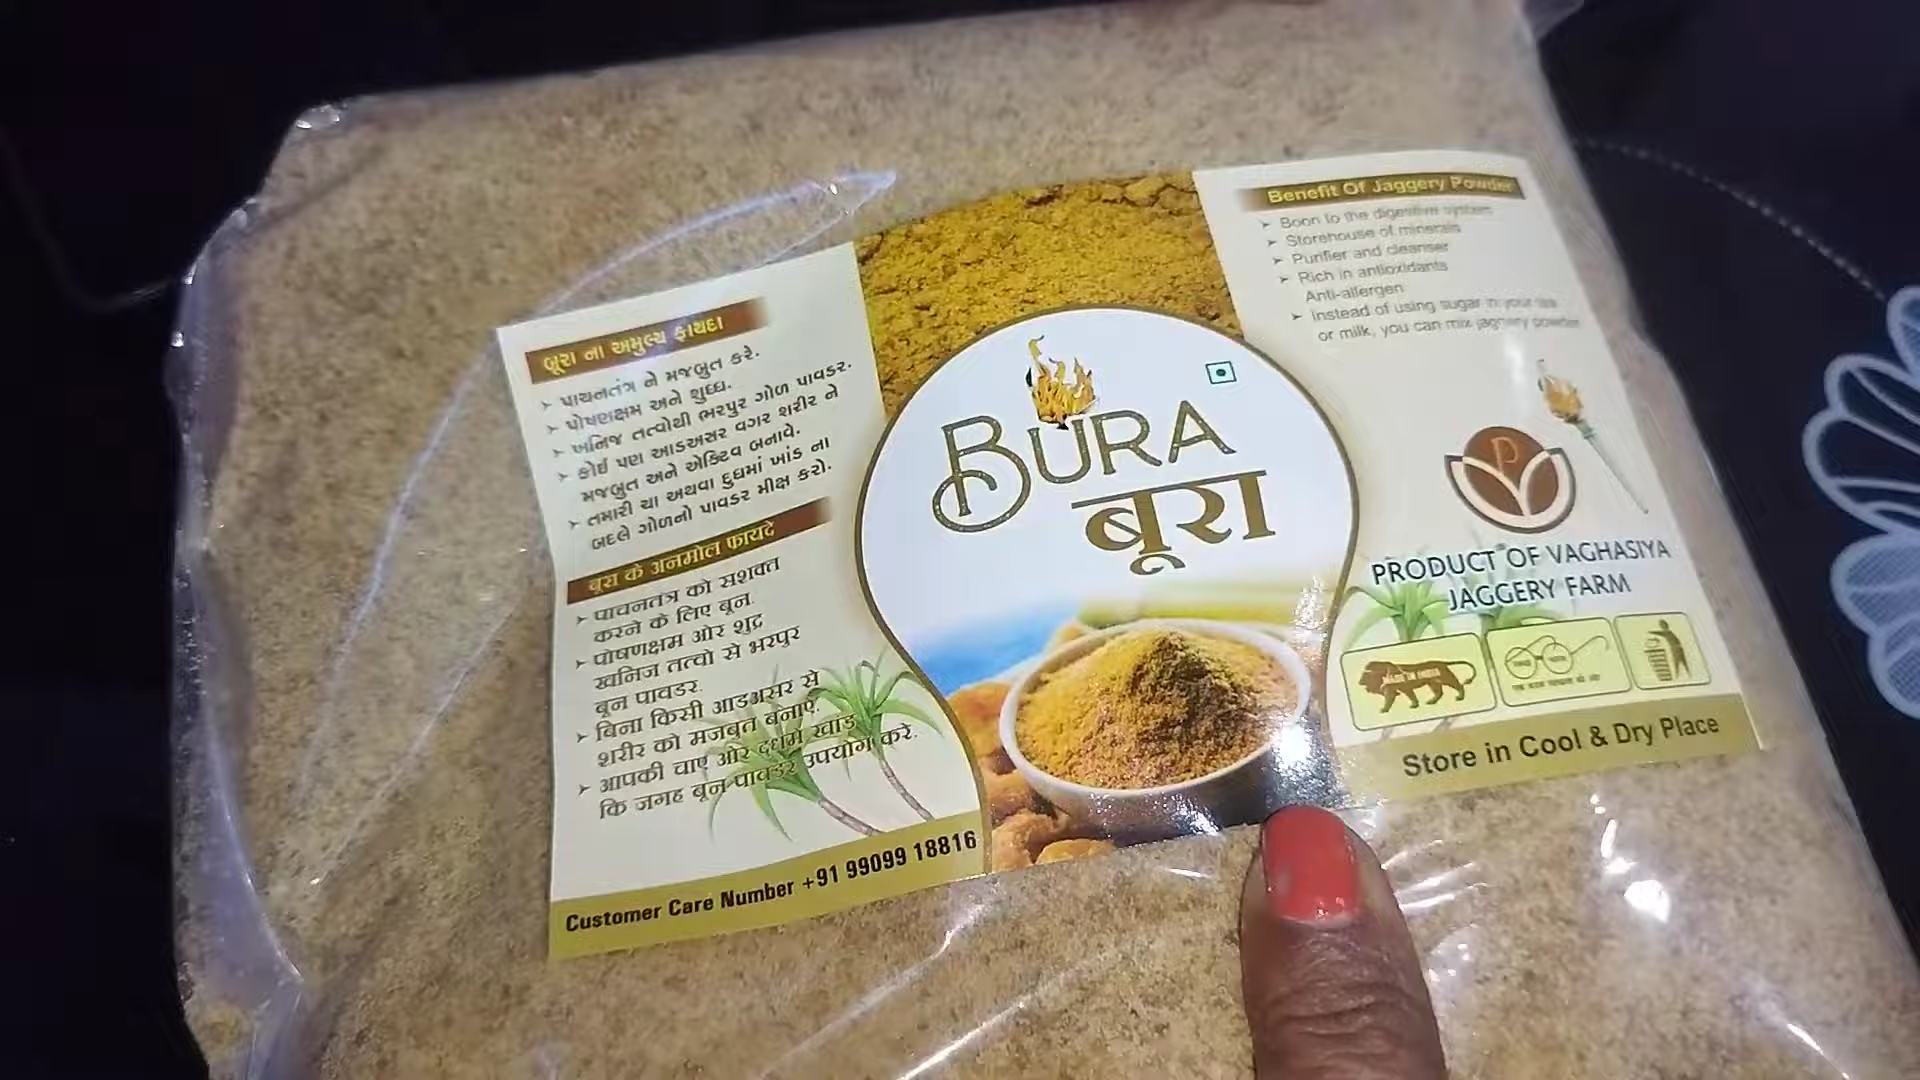 બૂરા ના અમુલ્ય ફાયદા
➢ પાચનતંત્ર ને મજબુત કરે.
➢ પોષણક્ષમ અને શુધ્ધ.
➢ ખનિજ તત્વોથી ભરપુર ગોળ પાવડર.
➢ કોઈ પણ આડઅસર વગર શરીર ને
મજબુત અને એક્ટિવ બનાવે.
➢ તમારી ચા અથવા દુધમાં ખાંડ ના
બદલે ગોળનો પાવડર મીક્ષ કરો.
बूरा के अनमोल फायदे
➢ पाचनतंत्र को सशक्त
करने के लिए बून.
➢ पोषणक्षम ओर शुद्ध
खनिज तत्वो से भरपुर
बून पावडर.
➢ बिना किसी आडअसर से
शरीर को मजबुत बनाए.
➢ आपकी चाए ओर दुधमे खांड
कि जगह बून पावडर उपयोग करे.
Customer Care Number +91 99099 18816
BURA
बूरा
Benefit Of Jaggery Powder
➢ Boon to the digestive system
➢ Storehouse of minerals
➢ Purifier and cleanser
➢ Rich in antioxidants
Anti-allergen
➢ Instead of using sugar in your tea
or milk, you can mix jaggery powder
P
PRODUCT OF VAGHASIYA
JAGGERY FARM
MADE IN INDIA
Store in Cool & Dry Place